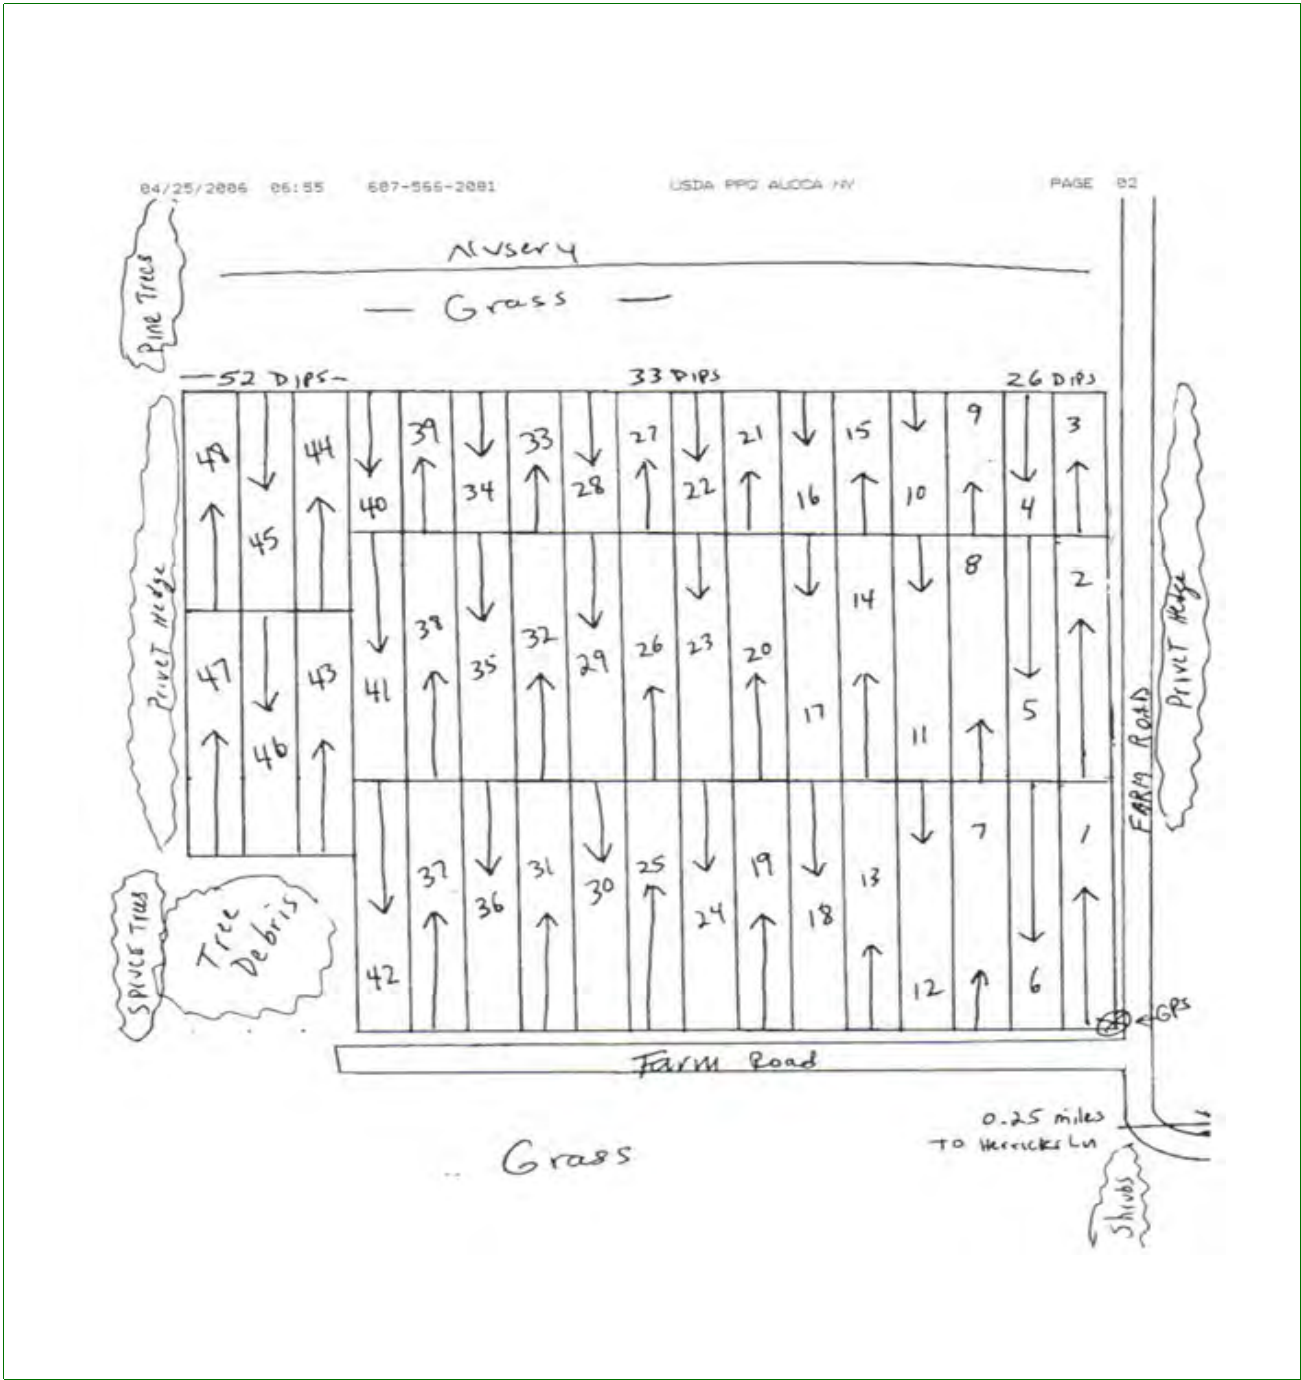 04/25/2006 06:55 607-566-2081 USDA PPQ AUCCA NY PAGE 02
Nusery
— Grass —
Pine Trees
— 52 DIPS — 33 DIPS 26 DIPS
48 44 39 33 27 21 15 9 3
45 40 34 28 22 16 10 4
47 43 38 32 26 20 14 8 2
46 41 35 29 23 17 11 5
37 31 25 19 13 7 1
42 36 30 24 18 12 6
Privet Hedge
Privet Hedge
FARM ROAD
Spruce Trees
Tree
Debris
←GPS
Farm Road
0.25 miles
TO Herricks Ln
Grass
Shrubs